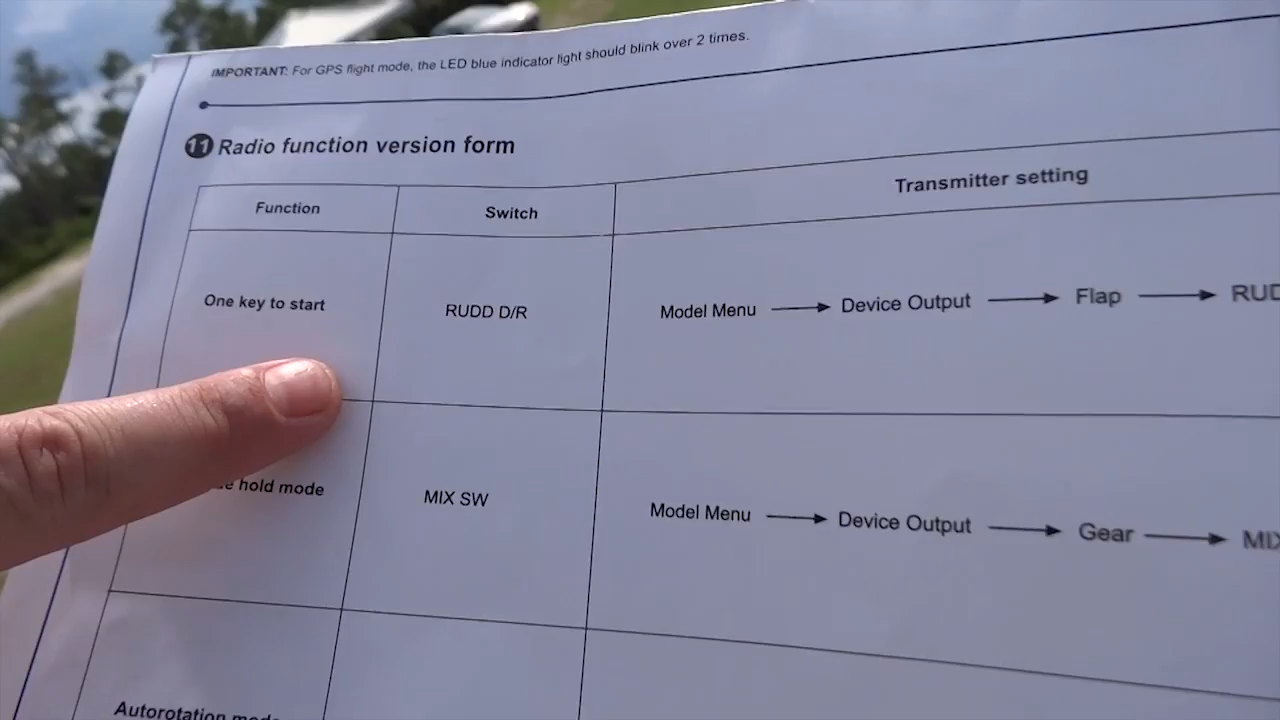 IMPORTANT: For GPS flight mode, the LED blue indicator light should blink over 2 times.
11 Radio function version form
Function Switch Transmitter setting
One key to start RUDD D/R Model Menu → Device Output → Flap → RUD
hold mode MIX SW Model Menu → Device Output → Gear →
Autorotation